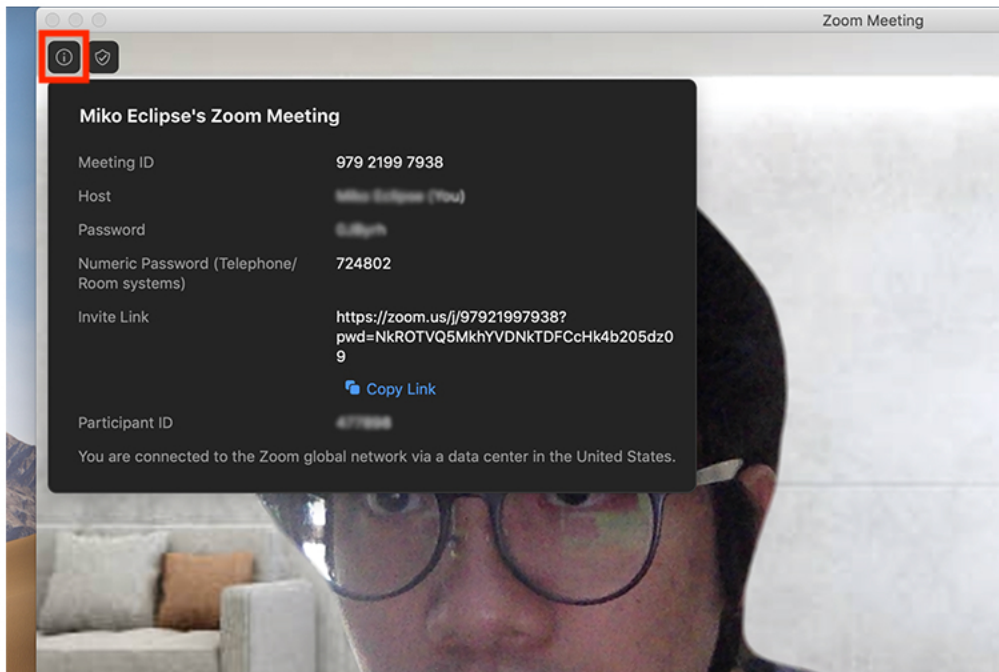 Zoom Meeting
Miko Eclipse's Zoom Meeting
Meeting ID 979 2199 7938
Host (You)
Password
Numeric Password (Telephone/ 724802
Room systems)
Invite Link https://zoom.us/j/97921997938?
pwd=NkROTVQ5MkhYVDNkTDFCcHk4b205dz0
9
Copy Link
Participant ID
You are connected to the Zoom global network via a data center in the United States.